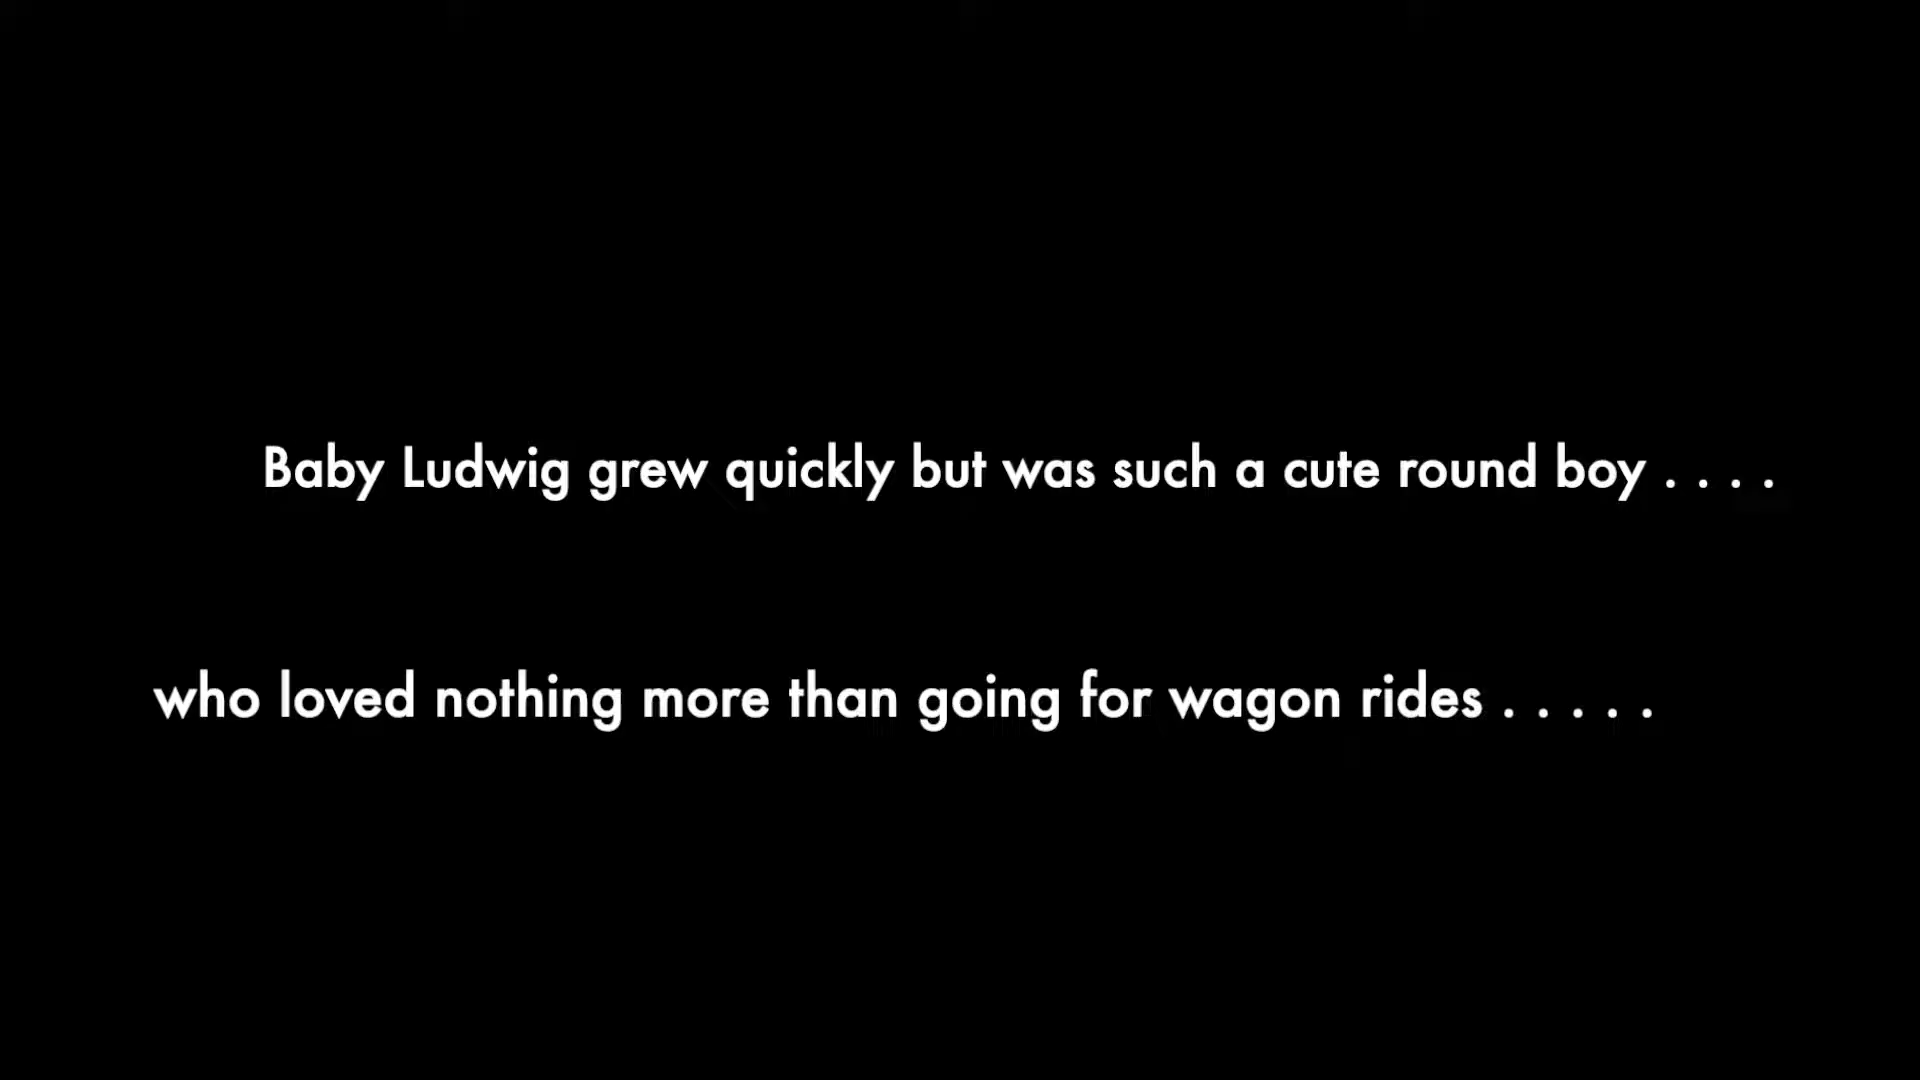 Baby Ludwig grew quickly but was such a cute round boy . . . .
who loved nothing more than going for wagon rides . . . . .